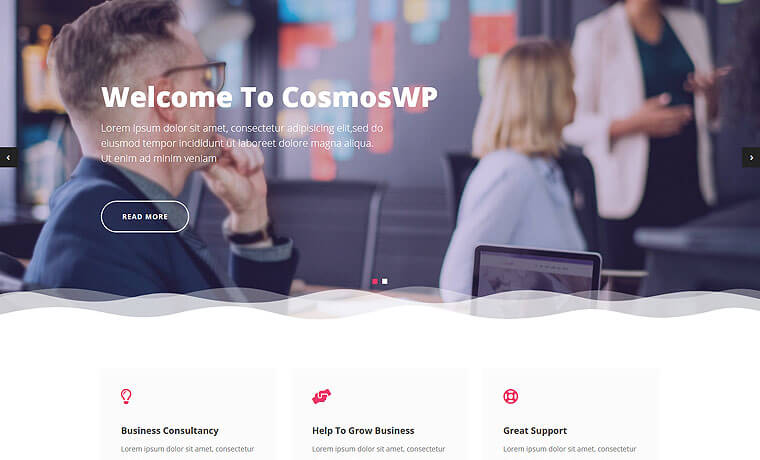 Welcome To CosmosWP
Lorem ipsum dolor sit amet, consectetur adipisicing elit,sed do
eiusmod tempor incididunt ut laboreet dolore magna aliqua.
Ut enim ad minim veniam
READ MORE
Business Consultancy
Help To Grow Business
Great Support
Lorem ipsum dolor sit amet, consectetur
Lorem ipsum dolor sit amet, consectetur
Lorem ipsum dolor sit amet, consectetur